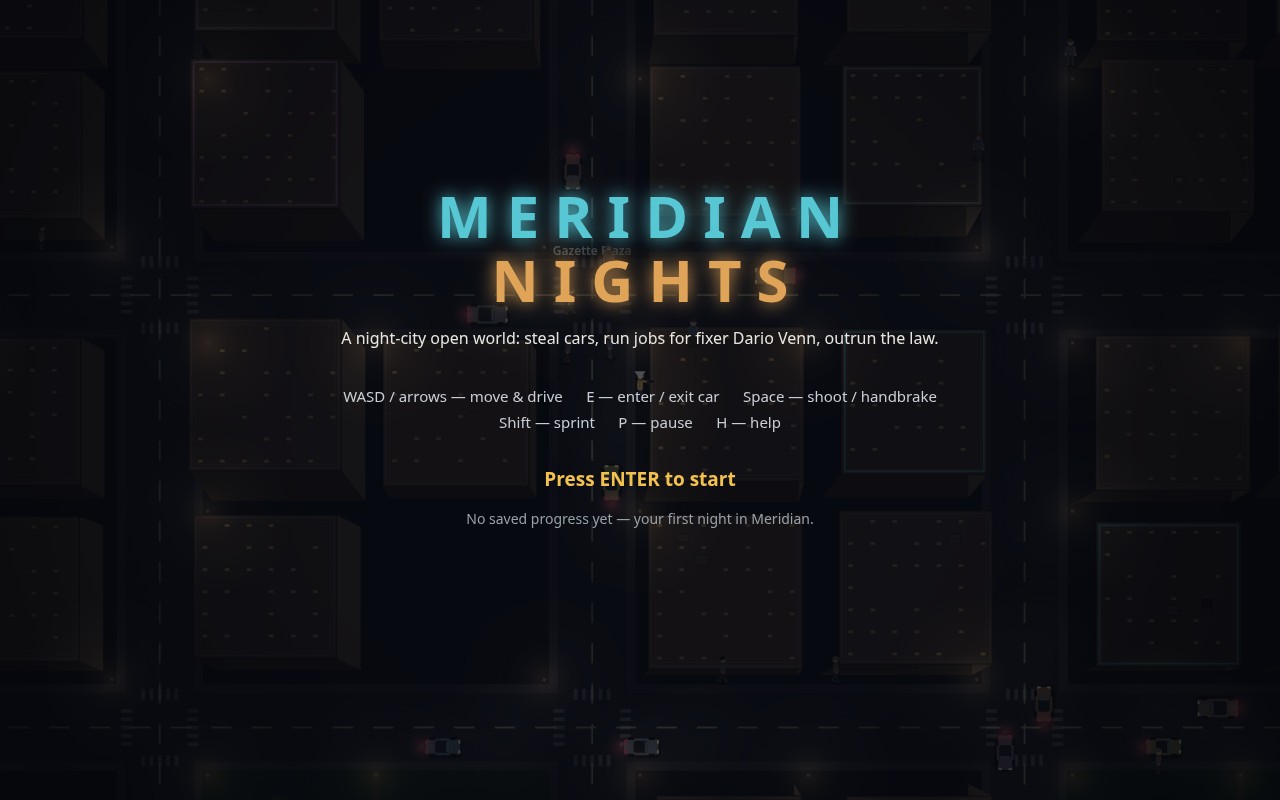 MERIDIAN
Gazette Plaza
NIGHTS
A night-city open world: steal cars, run jobs for fixer Dario Venn, outrun the law.
WASD / arrows — move & drive E — enter / exit car Space — shoot / handbrake
Shift — sprint P — pause H — help
Press ENTER to start
No saved progress yet — your first night in Meridian.